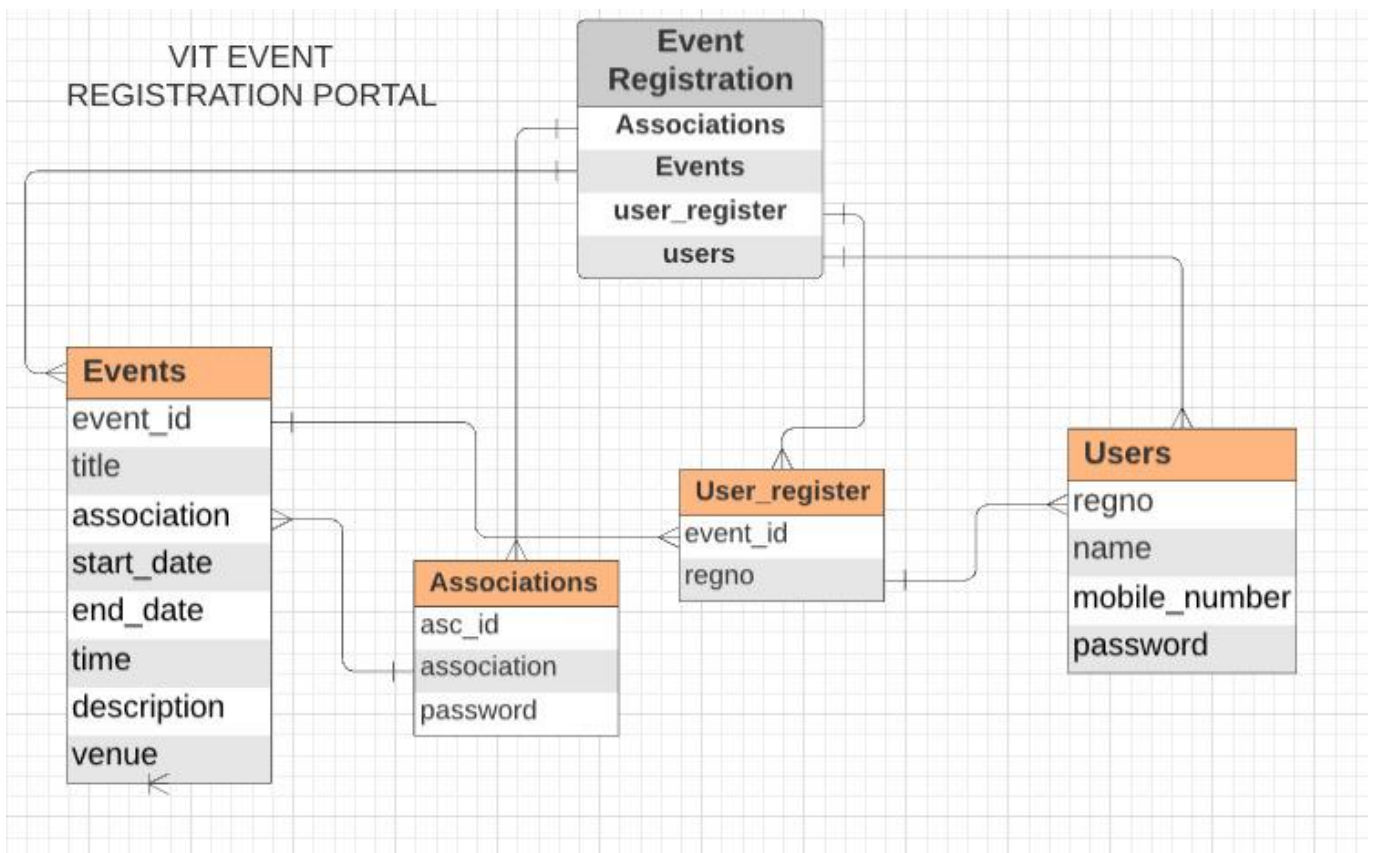 VIT EVENT
REGISTRATION PORTAL
Event
Registration
Associations
Events
user_register
users
Events
event_id
title
association
start_date
end_date
time
description
venue
Associations
asc_id
association
password
User_register
event_id
regno
Users
regno
name
mobile_number
password